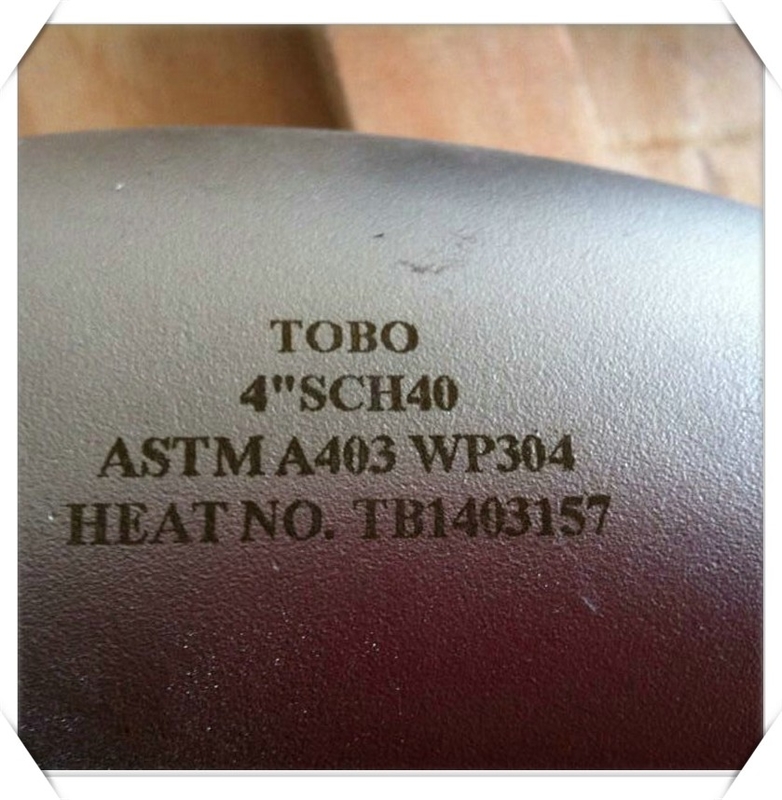 TOBO
4"SCH40
ASTM A403 WP304
HEAT NO. TB1403157